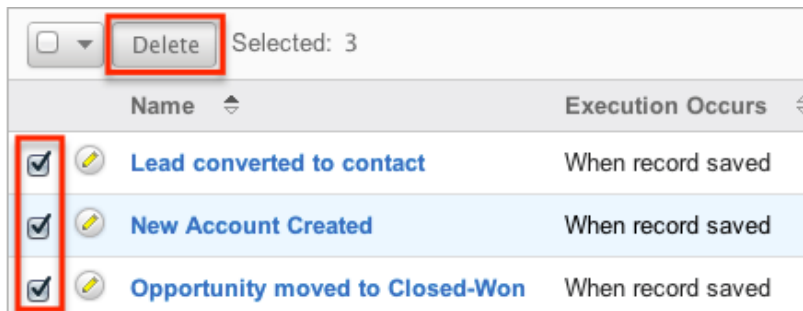 Delete Selected: 3
Name Execution Occurs
Lead converted to contact When record saved
New Account Created When record saved
Opportunity moved to Closed-Won When record saved